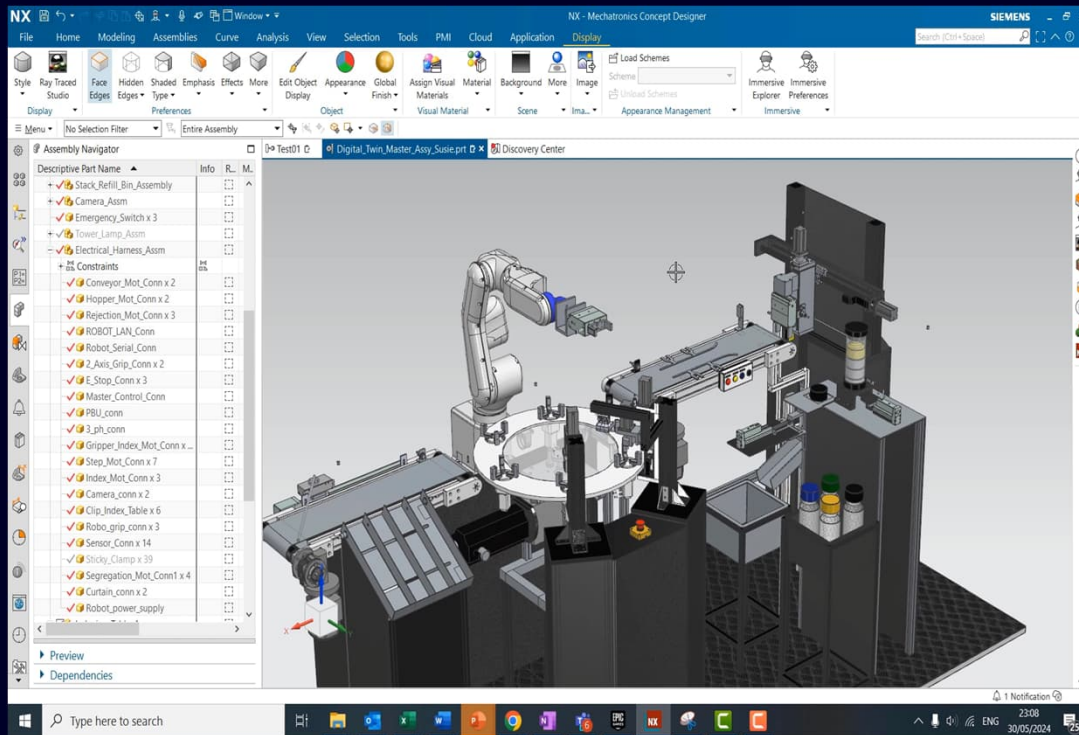 NX
Window
NX - Mechatronics Concept Designer
SIEMENS
File Home Modeling Assemblies Curve Analysis View Selection Tools PMI Cloud Application Display
Search (Ctrl+Space)
Style
Ray Traced Studio
Face Edges
Hidden Edges
Shaded Type
Emphasis
Effects
More
Edit Object Display
Appearance
Global Finish
Assign Visual Materials
Material
Background
More
Image
Load Schemes
Scheme
Unload Schemes
Immersive Explorer
Immersive Preferences
Display Preferences Object Visual Material Scene Ima... Appearance Management Immersive
Menu
No Selection Filter
Entire Assembly
Assembly Navigator
Test01
Digital_Twin_Master_Assy_Susie.prt
Discovery Center
Descriptive Part Name Info R... M.
Stack_Refill_Bin_Assembly
Camera_Assm
Emergency_Switch x 3
Tower_Lamp_Assm
Electrical_Harness_Assm
Constraints
Conveyor_Mot_Conn x 2
Hopper_Mot_Conn x 2
Rejection_Mot_Conn x 3
ROBOT_LAN_Conn
Robot_Serial_Conn
2_Axis_Grip_Conn x 2
E_Stop_Conn x 3
Master_Control_Conn
PBU_conn
3_ph_conn
Gripper_Index_Mot_Conn x ...
Step_Mot_Conn x 7
Index_Mot_Conn x 3
Camera_conn x 2
Clip_Index_Table x 6
Robo_grip_conn x 3
Sensor_Conn x 14
Sticky_Clamp x 39
Segregation_Mot_Conn1 x 4
Curtain_conn x 2
Robot_power_supply
Preview
Dependencies
X
1 Notification
Type here to search
EPIC GAMES
NX
ENG
23:08
30/05/2024
25